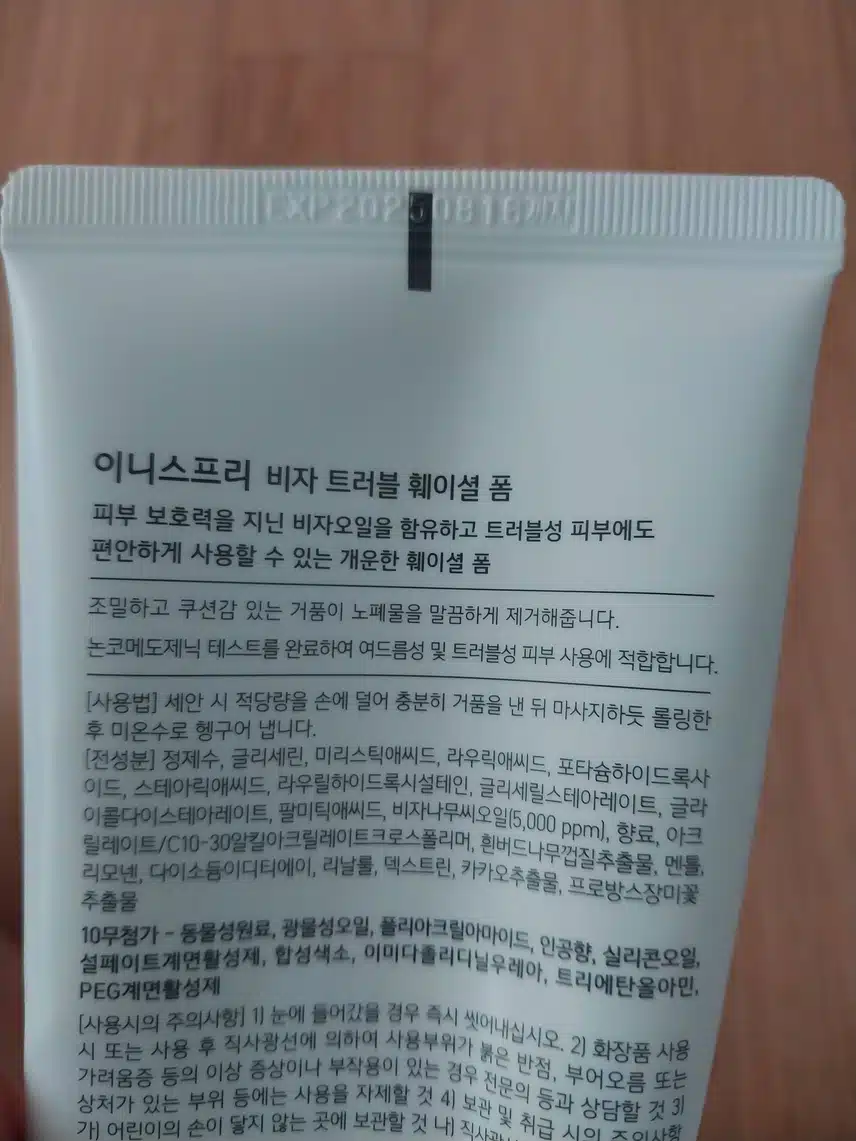 EXP20250816
이니스프리 비자 트러블 훼이셜 폼
피부 보호력을 지닌 비자오일을 함유하고 트러블성 피부에도
편안하게 사용할 수 있는 개운한 훼이셜 폼
조밀하고 쿠션감 있는 거품이 노폐물을 말끔하게 제거해줍니다.
논코메도제닉 테스트를 완료하여 여드름성 및 트러블성 피부 사용에 적합합니다.
[사용법] 세안 시 적당량을 손에 덜어 충분히 거품을 낸 뒤 마사지하듯 롤링한
후 미온수로 헹구어 냅니다.
[전성분] 정제수, 글리세린, 미리스틱애씨드, 라우릭애씨드, 포타슘하이드록사
이드, 스테아릭애씨드, 라우릴하이드록시설테인, 글리세릴스테아레이트, 글라
이콜다이스테아레이트, 팔미틱애씨드, 비자나무씨오일(5,000 ppm), 향료, 아크
릴레이트/C10-30알킬아크릴레이트크로스폴리머, 흰버드나무껍질추출물, 멘틀,
리모넨, 다이소듐이디티에이, 리날룰, 덱스트린, 카카오추출물, 프로방스장미꽃
추출물
10무첨가 - 동물성원료, 광물성오일, 폴리아크릴아마이드, 인공향, 실리콘오일,
설페이트계면활성제, 합성색소, 이미다졸리디닐우레아, 트리에탄올아민,
PEG계면활성제
[사용시의 주의사항] 1) 눈에 들어갔을 경우 즉시 씻어내십시오. 2) 화장품 사용
시 또는 사용 후 직사광선에 의하여 사용부위가 붉은 반점, 부어오름 또는
가려움증 등의 이상 증상이나 부작용이 있는 경우 전문의 등과 상담할 것 3)
상처가 있는 부위 등에는 사용을 자제할 것 4) 보관 및 취급 시의 주의사항
가) 어린이의 손이 닿지 않는 곳에 보관할 것 나)